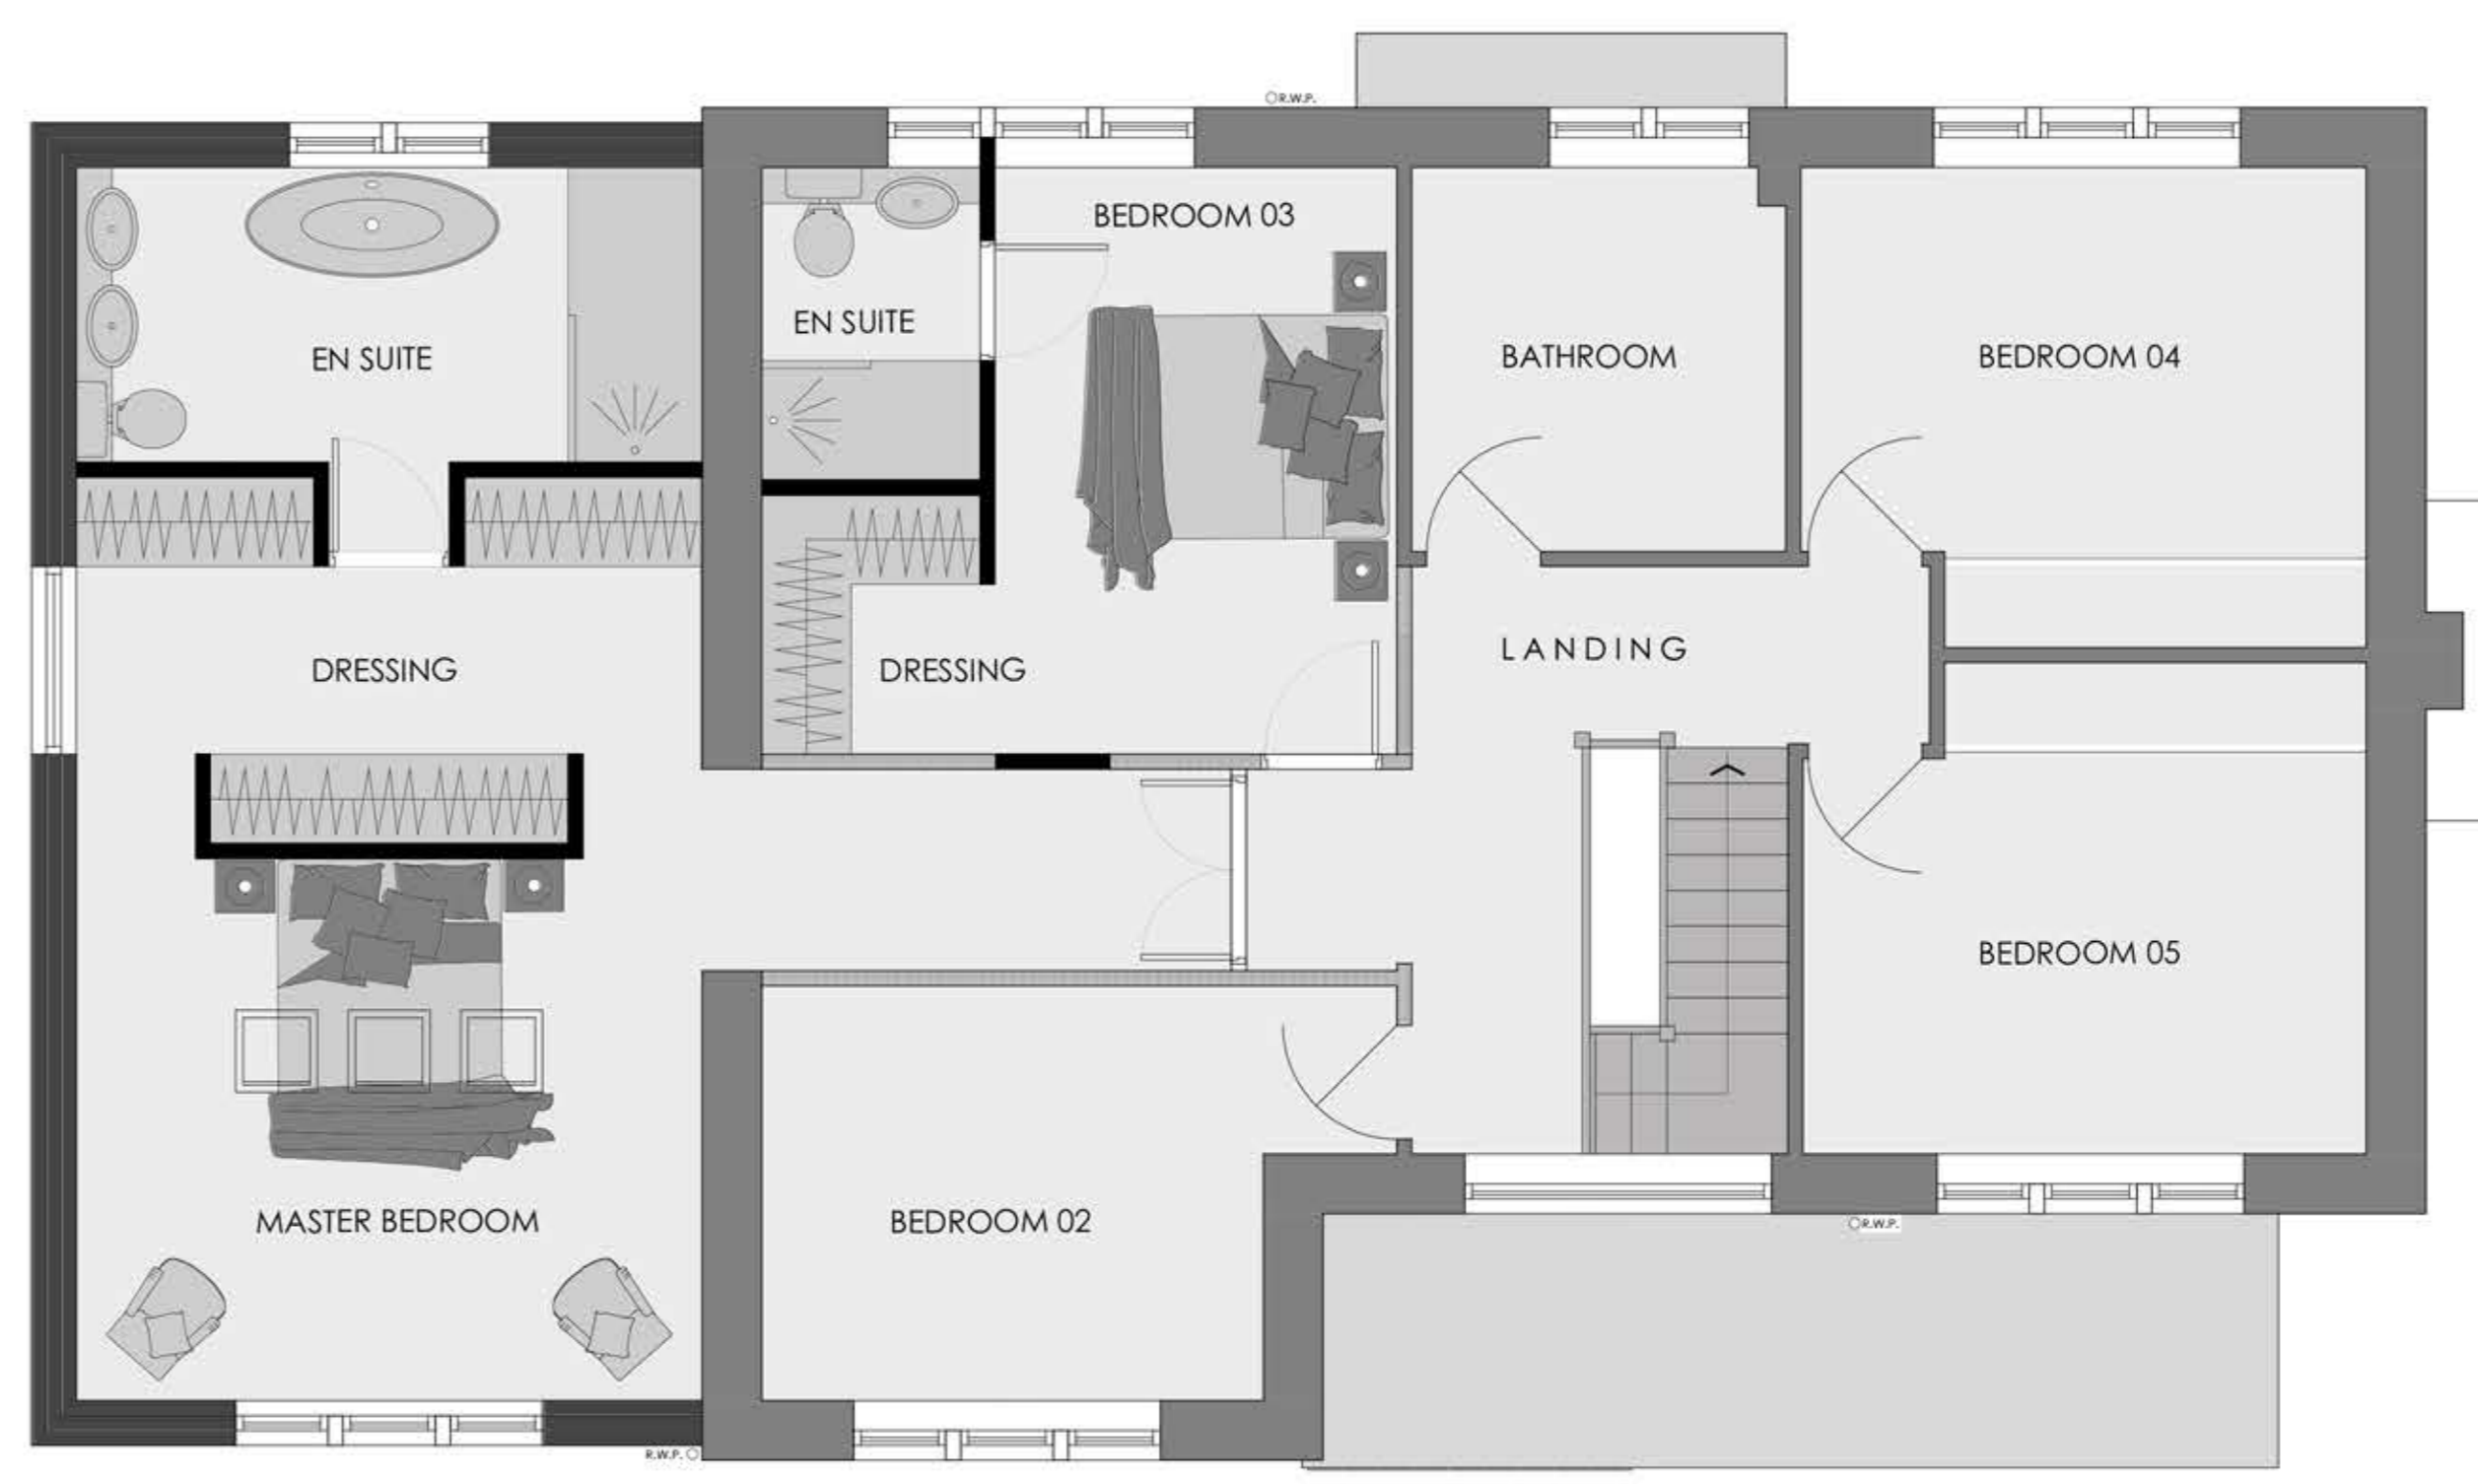 R.W.P.
BEDROOM 03
EN SUITE
EN SUITE
BATHROOM
BEDROOM 04
LANDING
DRESSING
DRESSING
BEDROOM 05
MASTER BEDROOM
BEDROOM 02
R.W.P.
R.W.P.